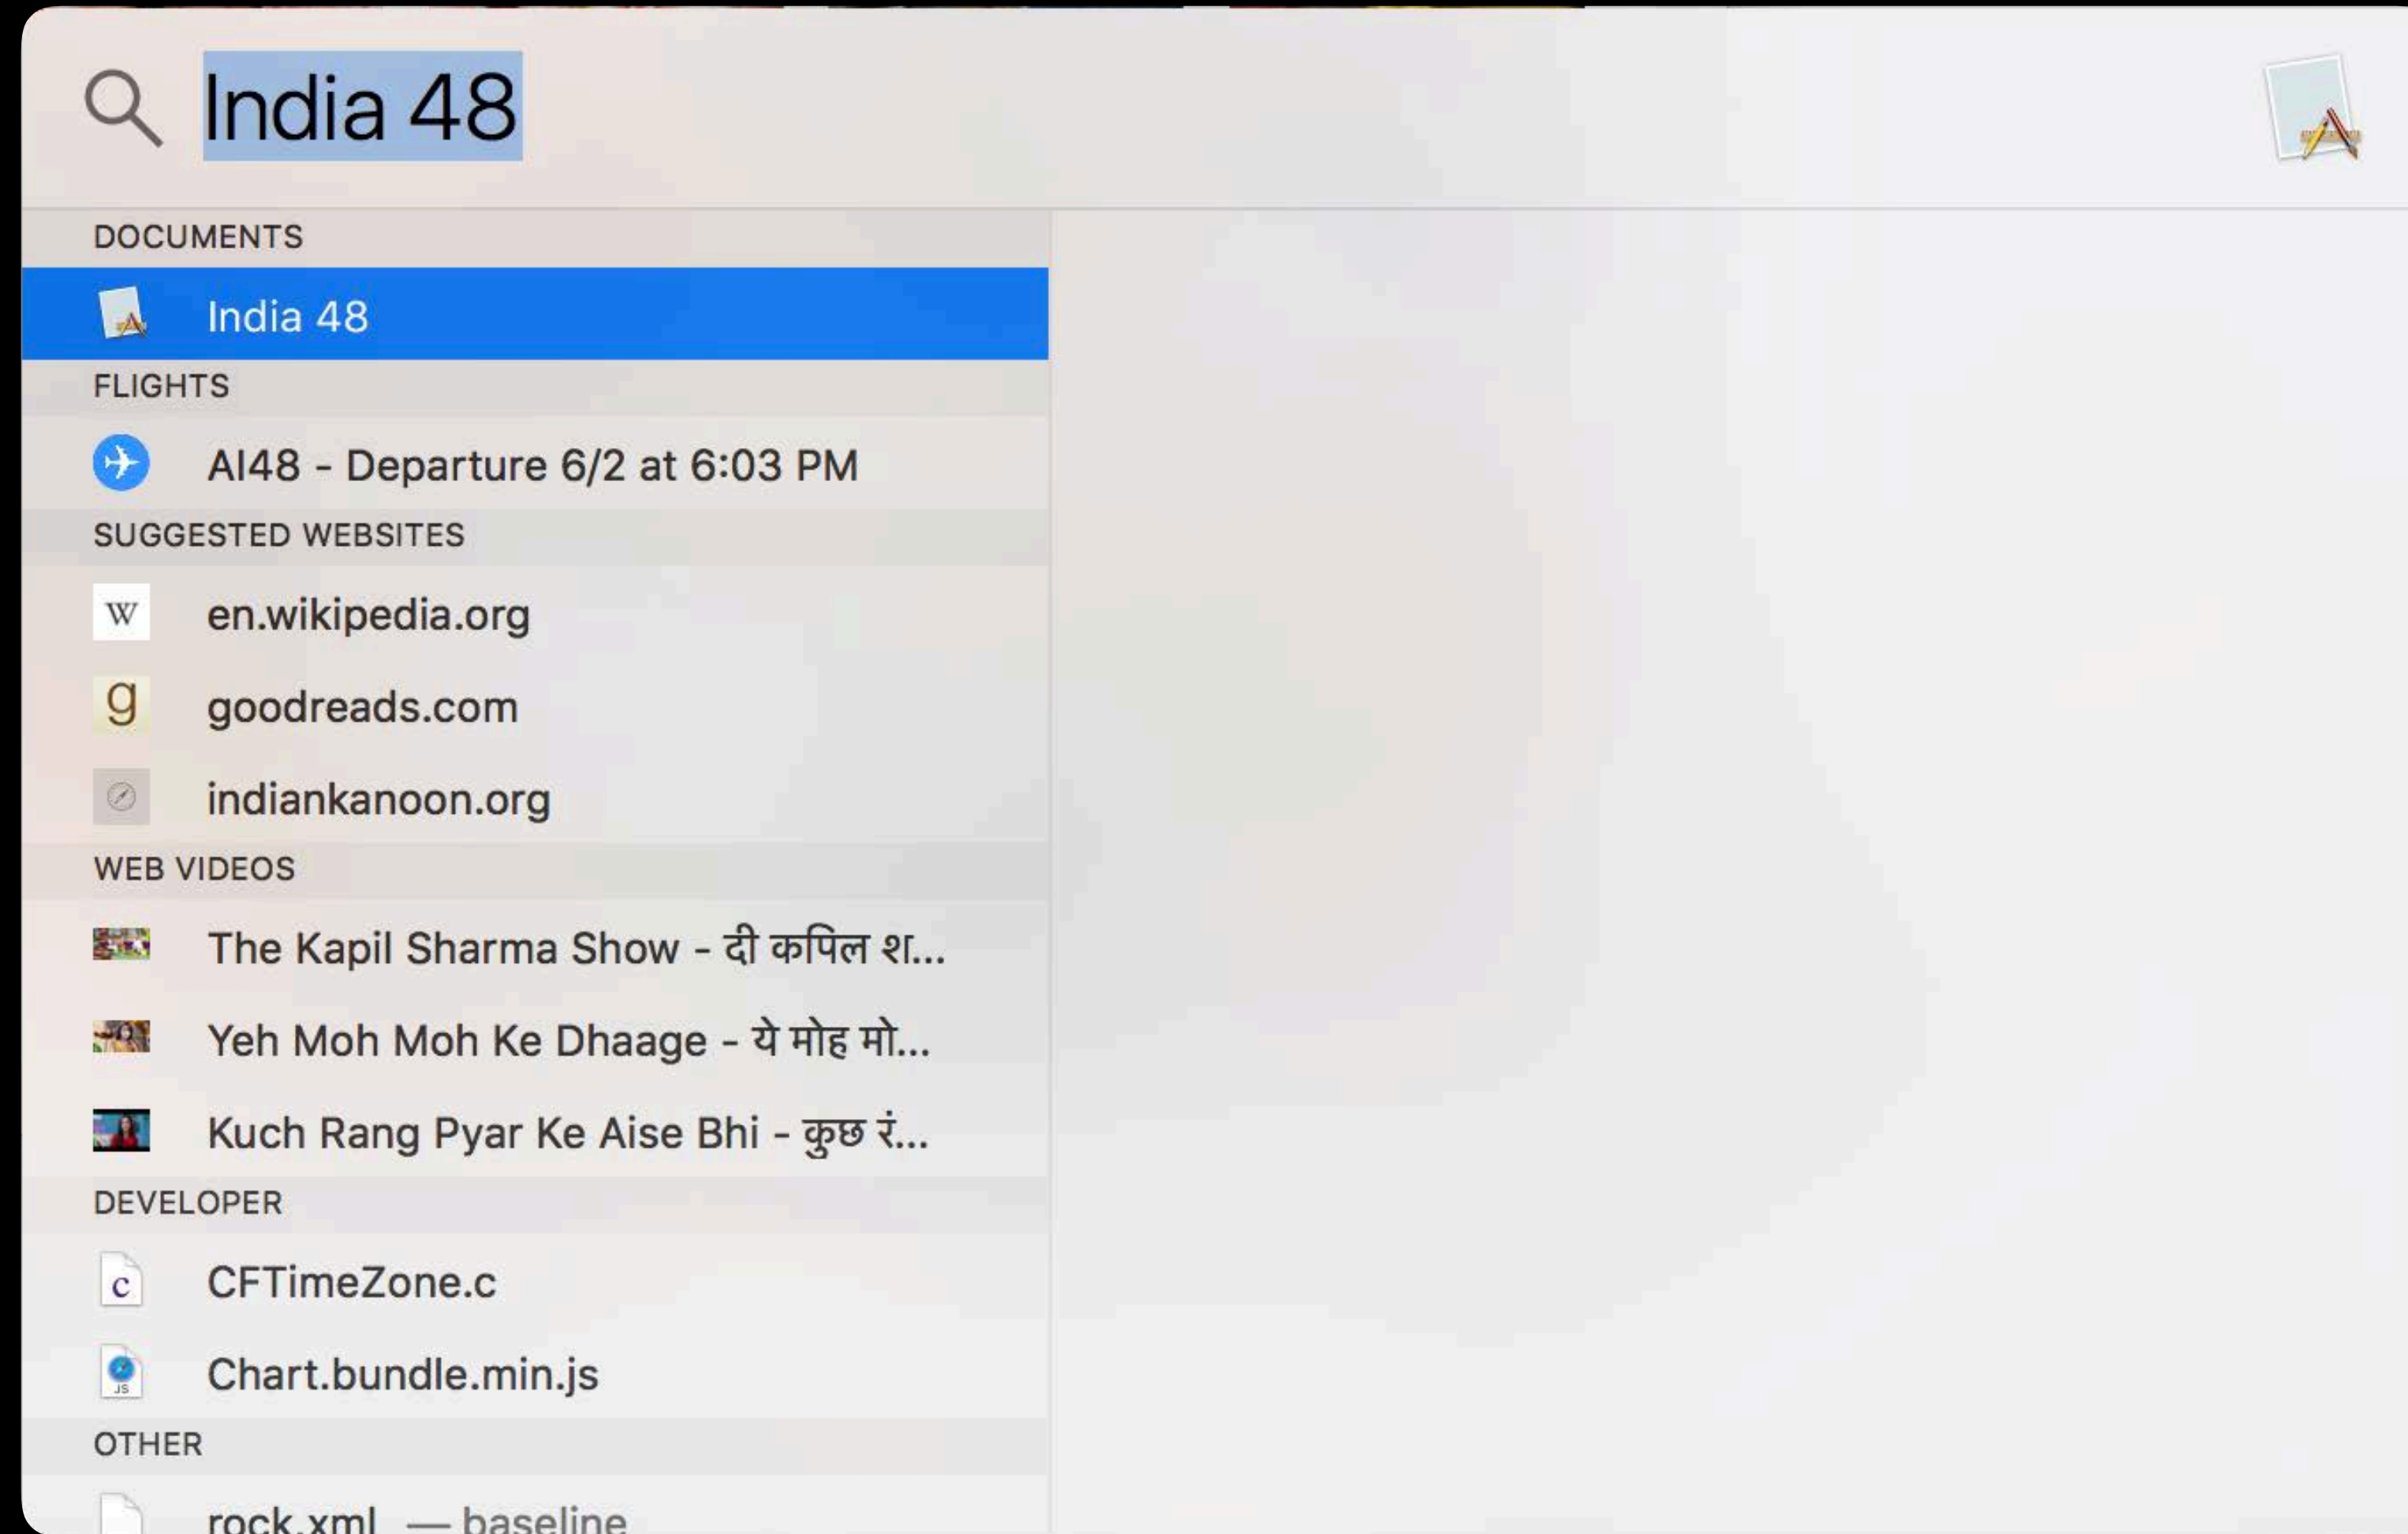 India 48
DOCUMENTS
India 48
FLIGHTS
AI48 - Departure 6/2 at 6:03 PM
SUGGESTED WEBSITES
W en.wikipedia.org
g goodreads.com
indiankanoon.org
WEB VIDEOS
The Kapil Sharma Show - दी कपिल श...
Yeh Moh Moh Ke Dhaage - ये मोह मो...
Kuch Rang Pyar Ke Aise Bhi - कुछ रं...
DEVELOPER
c CFTimeZone.c
JS Chart.bundle.min.js
OTHER
rock.xml — baseline